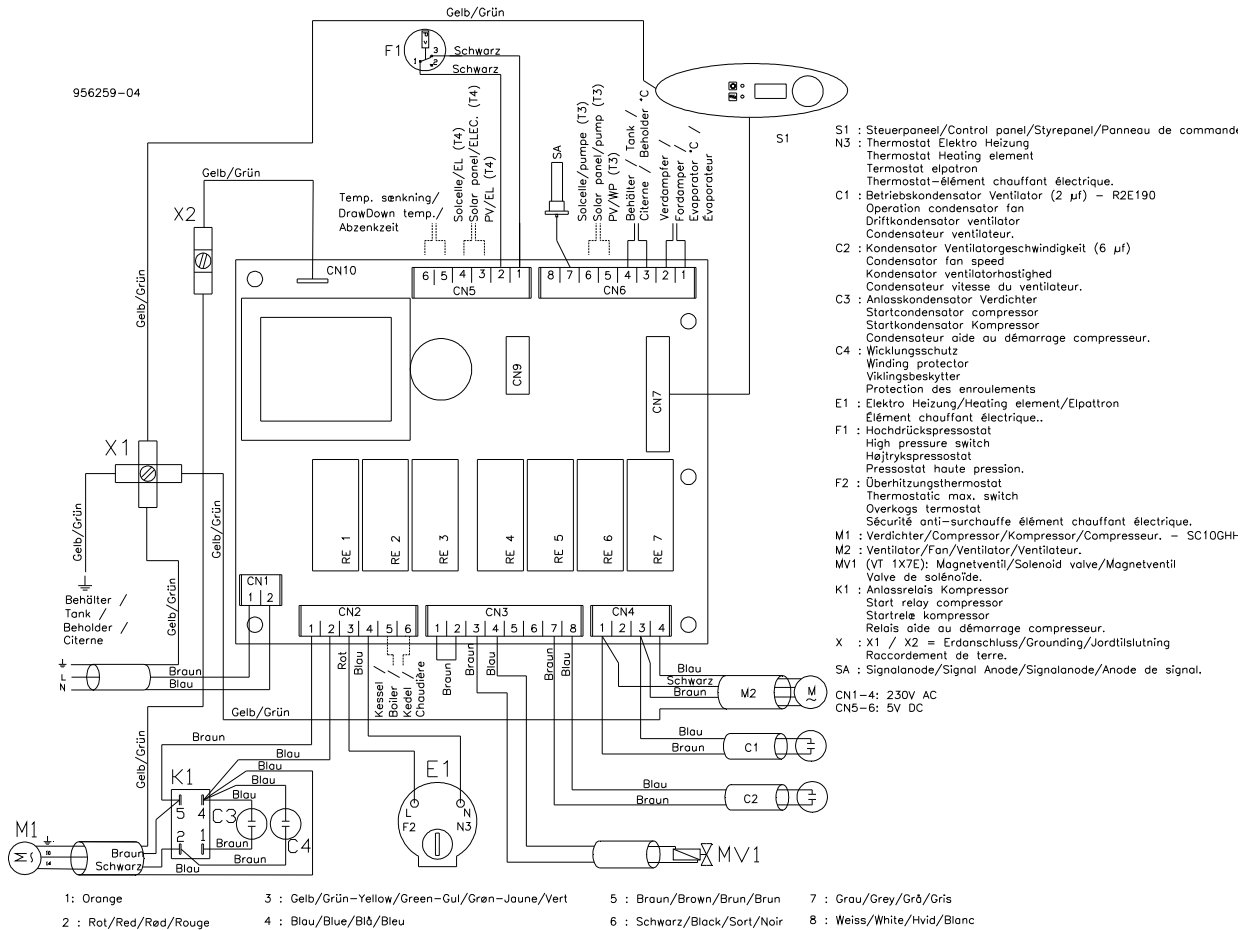 Gelb/Grün
F1
P
3
1
2
Schwarz
Schwarz
956259-04
S1
Gelb/Grün
X2
Temp. sænkning/
DrawDown temp./
Abzenkzeit
Solcelle/EL (T4)
Solar panel/ELEC. (T4)
PV/EL (T4)
SA
Solcelle/pumpe (T3)
Solar panel/pump (T3)
PV/WP (T3)
Behälter / Tank /
Citerne / Beholder °C
Verdampfer /
Fordamper /
Evaporator °C /
Évaporateur
Gelb/Grün
Gelb/Grün
CN10
6 5 4 3 2 1
CN5
8 7 6 5 4 3 2 1
CN6
CN9
CN7
X1
Gelb/Grün
Gelb/Grün
Gelb/Grün
RE 1
RE 2
RE 3
RE 4
RE 5
RE 6
RE 7
Behälter /
Tank /
Beholder /
Citerne
CN1
1 2
CN2
1 2 3 4 5 6
CN3
1 2 3 4 5 6 7 8
CN4
1 2 3 4
L
N
Braun
Blau
Rot
Blau
Kessel /
Boiler /
Kedel /
Chaudière
Braun
Braun
Blau
Braun
Blau
Blau
Schwarz
Braun
M2
M
~
Gelb/Grün
Gelb/Grün
Braun
Blau
Blau
Blau
Blau
Blau
Braun
C1
Blau
Braun
C2
K1
5 4
2 1
C3
C4
Braun
Blau
E1
L
F2
N
N3
M1
M~
Braun
Schwarz
MV1
S1 : Steuerpaneel/Control panel/Styrepanel/Panneau de commande
N3 : Thermostat Elektro Heizung
Thermostat Heating element
Termostat elpatron
Thermostat-élément chauffant électrique.
C1 : Betriebskondensator Ventilator (2 µf) - R2E190
Operation condensator fan
Driftkondensator ventilator
Condensateur ventilateur.
C2 : Kondensator Ventilatorgeschwindigkeit (6 µf)
Condensator fan speed
Kondensator ventilatorhastighed
Condensateur vitesse du ventilateur.
C3 : Anlasskondensator Verdichter
Startcondensator compressor
Startkondensator Kompressor
Condensateur aide au démarrage compresseur.
C4 : Wicklungsschutz
Winding protector
Viklingsbeskytter
Protection des enroulements
E1 : Elektro Heizung/Heating element/Elpattron
Élément chauffant électrique..
F1 : Hochdrückspressostat
High pressure switch
Højtrykspressostat
Pressostat haute pression.
F2 : Überhitzungsthermostat
Thermostatic max. switch
Overkogs termostat
Sécurité anti-surchauffe élément chauffant électrique.
M1 : Verdichter/Compressor/Kompressor/Compresseur. - SC10GHH
M2 : Ventilator/Fan/Ventilator/Ventilateur.
MV1 (VT 1X7E): Magnetventil/Solenoid valve/Magnetventil
Valve de solénoïde.
K1 : Anlassrelais Kompressor
Start relay compressor
Startrelæ kompressor
Relais aide au démarrage compresseur.
X : X1 / X2 = Erdanschluss/Grounding/Jordtilslutning
Raccordement de terre.
SA : Signalanode/Signal Anode/Signalanode/Anode de signal.
CN1-4: 230V AC
CN5-6: 5V DC
1: Orange
2 : Rot/Red/Rød/Rouge
3 : Gelb/Grün-Yellow/Green-Gul/Grøn-Jaune/Vert
4 : Blau/Blue/Blå/Bleu
5 : Braun/Brown/Brun/Brun
6 : Schwarz/Black/Sort/Noir
7 : Grau/Grey/Grå/Gris
8 : Weiss/White/Hvid/Blanc